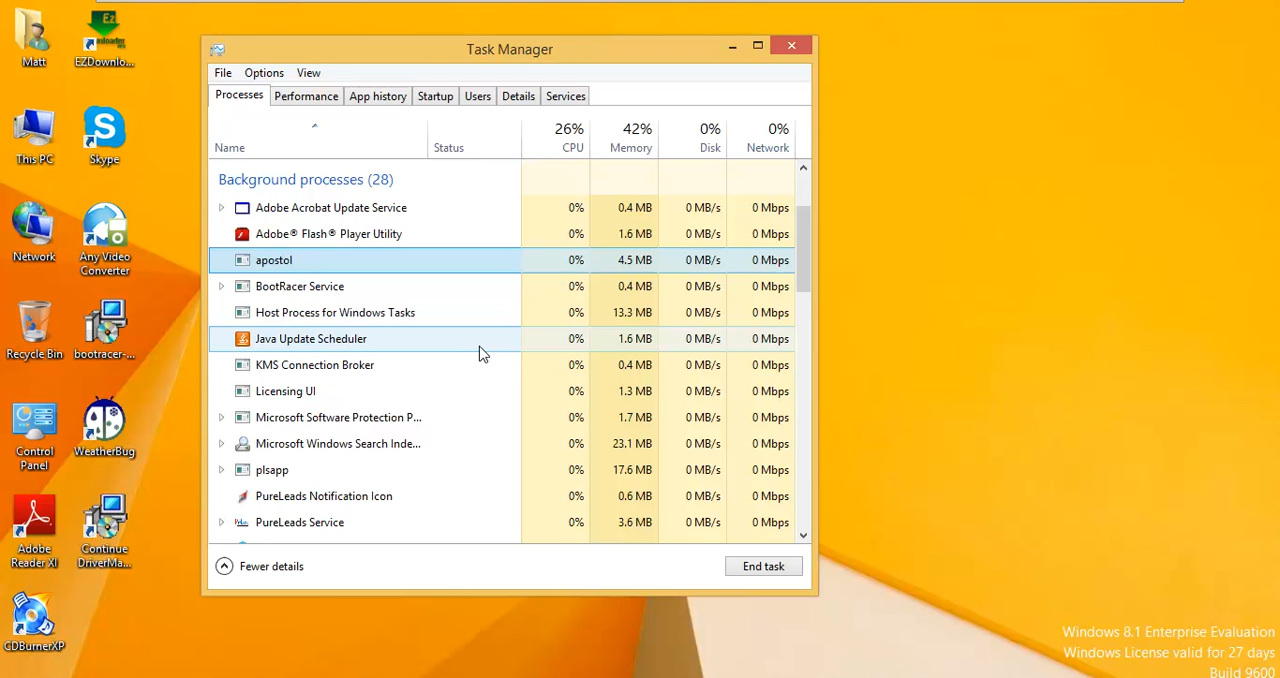 Matt
EZDownlo...
This PC
Skype
Network
Any Video
Converter
Recycle Bin
bootracer-...
Control
Panel
WeatherBug
Adobe
Reader XI
Continue
DriverMa...
CDBurnerXP
Task Manager
File Options View
Processes Performance App history Startup Users Details Services
26% 42% 0% 0%
Name Status CPU Memory Disk Network
Background processes (28)
Adobe Acrobat Update Service 0% 0.4 MB 0 MB/s 0 Mbps
Adobe® Flash® Player Utility 0% 1.6 MB 0 MB/s 0 Mbps
apostol 0% 4.5 MB 0 MB/s 0 Mbps
BootRacer Service 0% 0.4 MB 0 MB/s 0 Mbps
Host Process for Windows Tasks 0% 13.3 MB 0 MB/s 0 Mbps
Java Update Scheduler 0% 1.6 MB 0 MB/s 0 Mbps
KMS Connection Broker 0% 0.4 MB 0 MB/s 0 Mbps
Licensing UI 0% 1.3 MB 0 MB/s 0 Mbps
Microsoft Software Protection P... 0% 1.7 MB 0 MB/s 0 Mbps
Microsoft Windows Search Inde... 0% 23.1 MB 0 MB/s 0 Mbps
plsapp 0% 17.6 MB 0 MB/s 0 Mbps
PureLeads Notification Icon 0% 0.6 MB 0 MB/s 0 Mbps
PureLeads Service 0% 3.6 MB 0 MB/s 0 Mbps
Fewer details
End task
Windows 8.1 Enterprise Evaluation
Windows License valid for 27 days
Build 9600